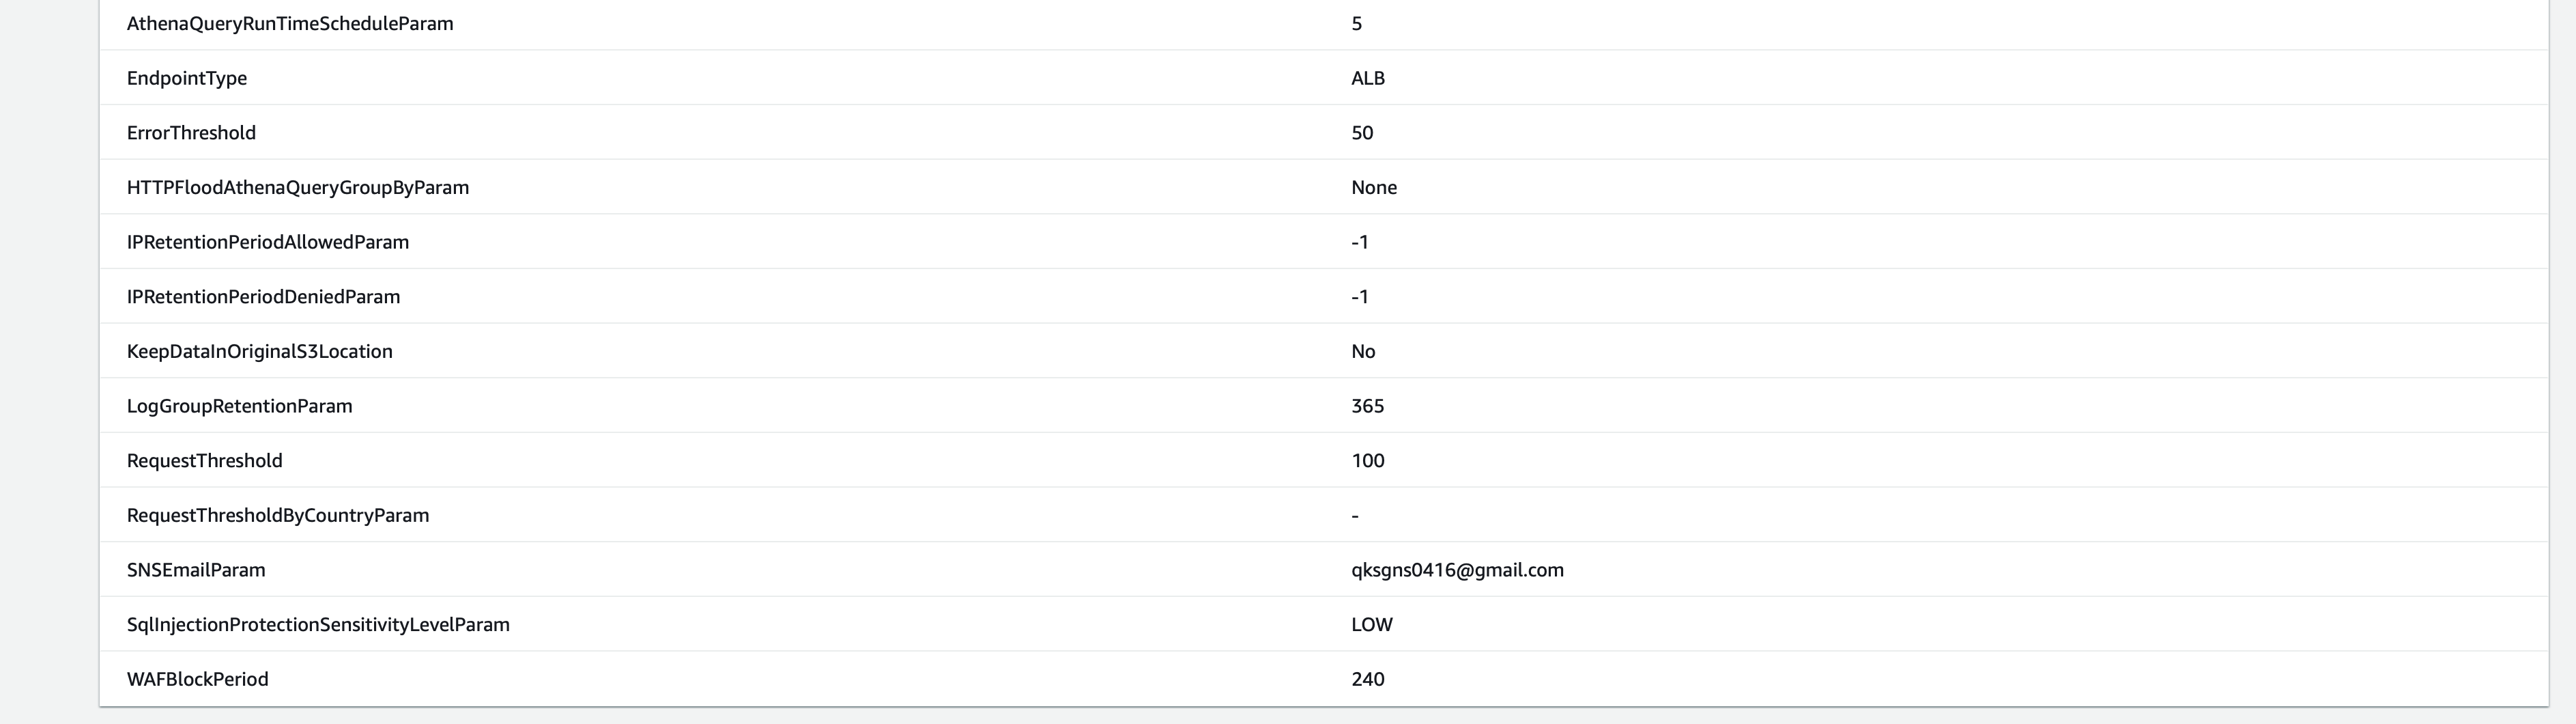 AthenaQueryRunTimeScheduleParam 5
EndpointType ALB
ErrorThreshold 50
HTTPFloodAthenaQueryGroupByParam None
IPRetentionPeriodAllowedParam -1
IPRetentionPeriodDeniedParam -1
KeepDataInOriginalS3Location No
LogGroupRetentionParam 365
RequestThreshold 100
RequestThresholdByCountryParam -
SNSEmailParam qksgns0416@gmail.com
SqlInjectionProtectionSensitivityLevelParam LOW
WAFBlockPeriod 240